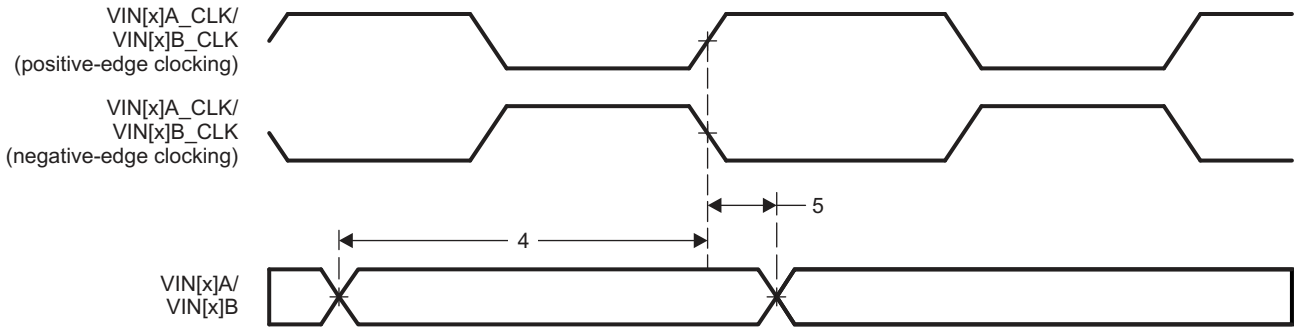 VIN[x]A_CLK/
VIN[x]B_CLK
(positive-edge clocking)
VIN[x]A_CLK/
VIN[x]B_CLK
(negative-edge clocking)
5
4
VIN[x]A/
VIN[x]B